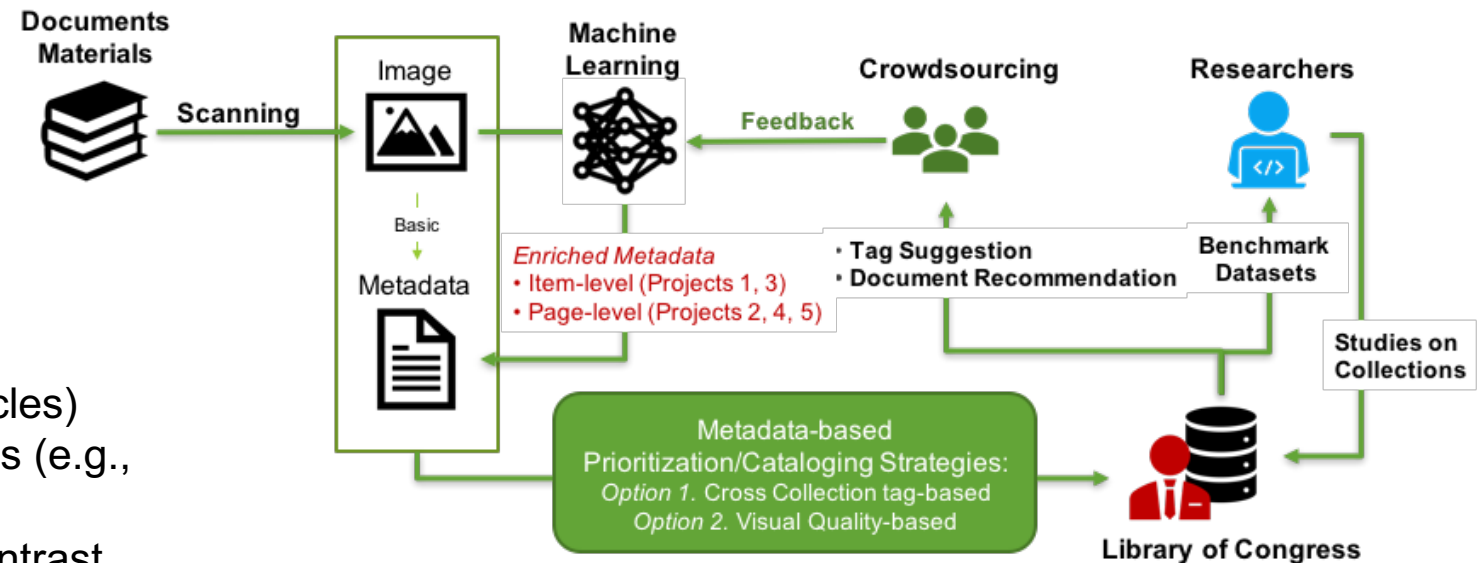 Documents
Materials
Scanning
Image
Basic
Metadata
Machine
Learning
Feedback
Crowdsourcing
Researchers
</>
Enriched Metadata
• Item-level (Projects 1, 3)
• Page-level (Projects 2, 4, 5)
• Tag Suggestion
• Document Recommendation
Benchmark
Datasets
Studies on
Collections
cles)
s (e.g.,
ntrast
Metadata-based
Prioritization/Cataloging Strategies:
Option 1. Cross Collection tag-based
Option 2. Visual Quality-based
Library of Congress